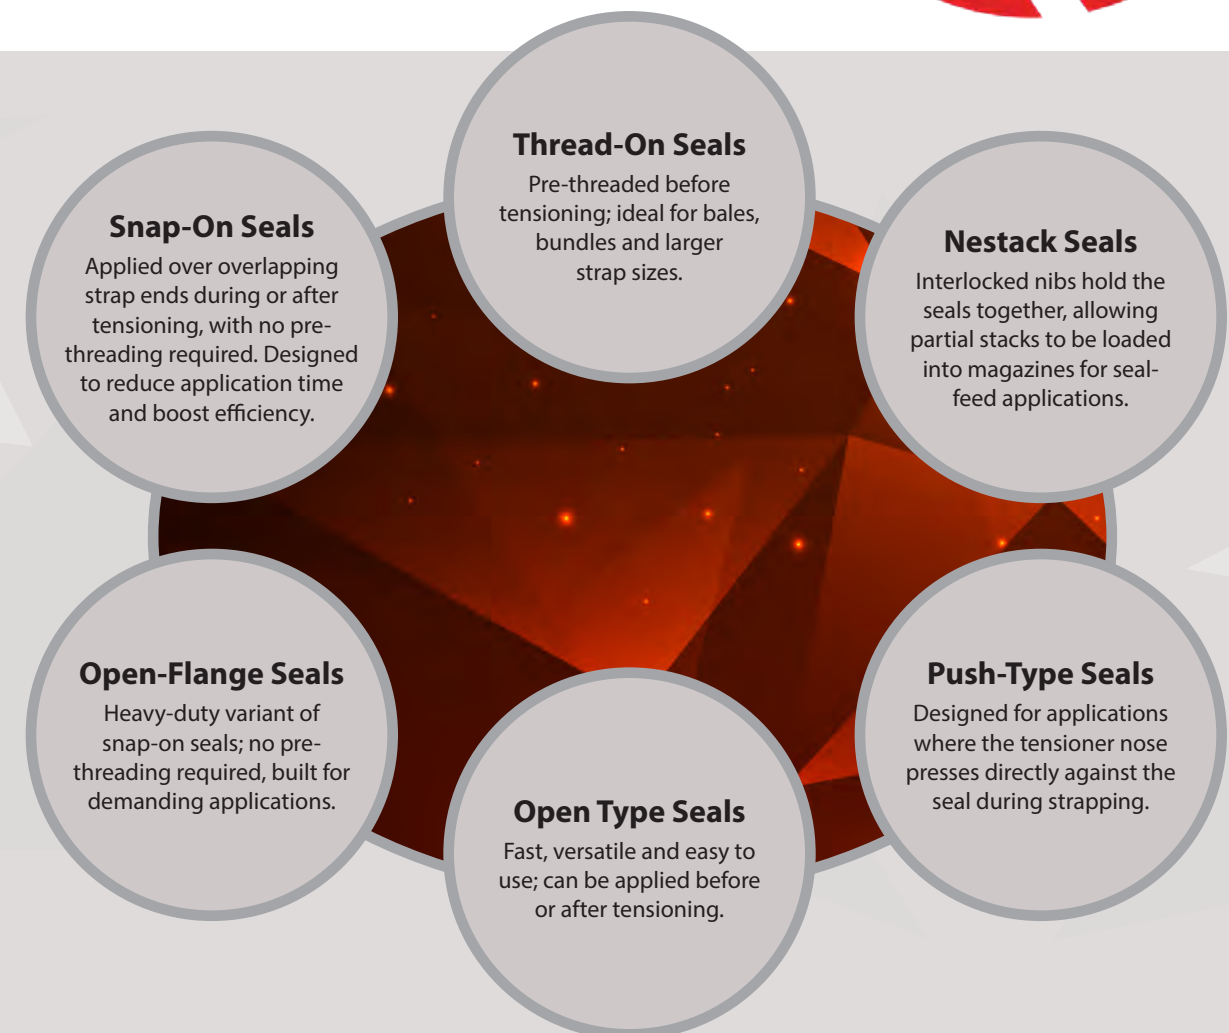 Thread-On Seals
Pre-threaded before
tensioning; ideal for bales,
bundles and larger
strap sizes.
Snap-On Seals
Applied over overlapping
strap ends during or after
tensioning, with no pre-
threading required. Designed
to reduce application time
and boost efficiency.
Nestack Seals
Interlocked nibs hold the
seals together, allowing
partial stacks to be loaded
into magazines for seal-
feed applications.
Open-Flange Seals
Heavy-duty variant of
snap-on seals; no pre-
threading required, built for
demanding applications.
Push-Type Seals
Designed for applications
where the tensioner nose
presses directly against the
seal during strapping.
Open Type Seals
Fast, versatile and easy to
use; can be applied before
or after tensioning.